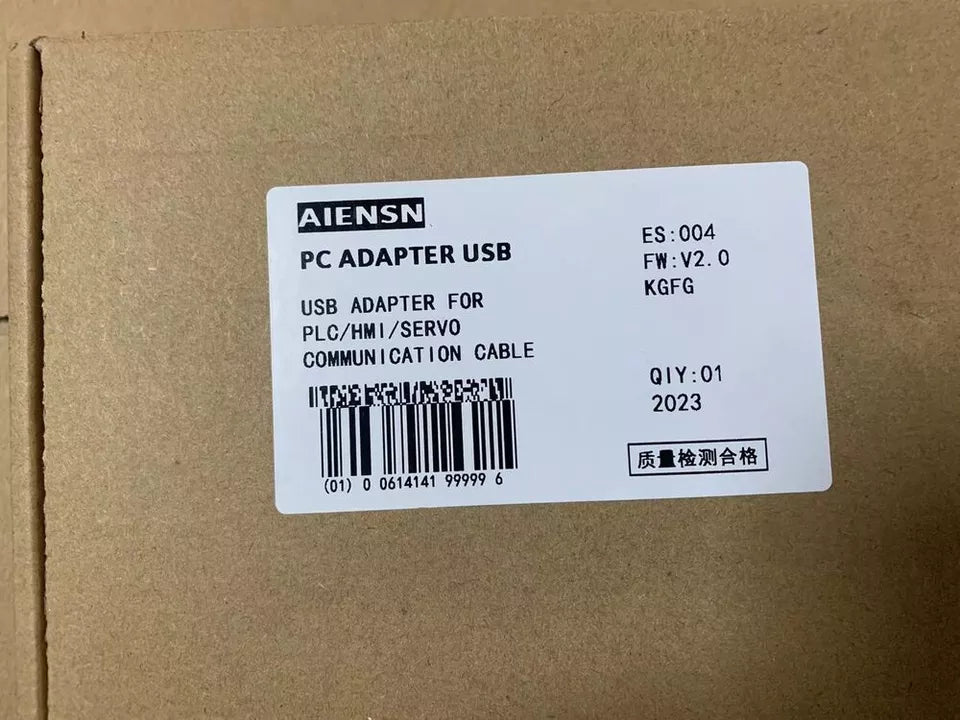 AIENSN
PC ADAPTER USB
USB ADAPTER FOR
PLC/HMI/SERVO
COMMUNICATION CABLE
(01) 0 0614141 99999 6
ES:004
FW:V2.0
KGFG
QIY:01
2023
质量检测合格